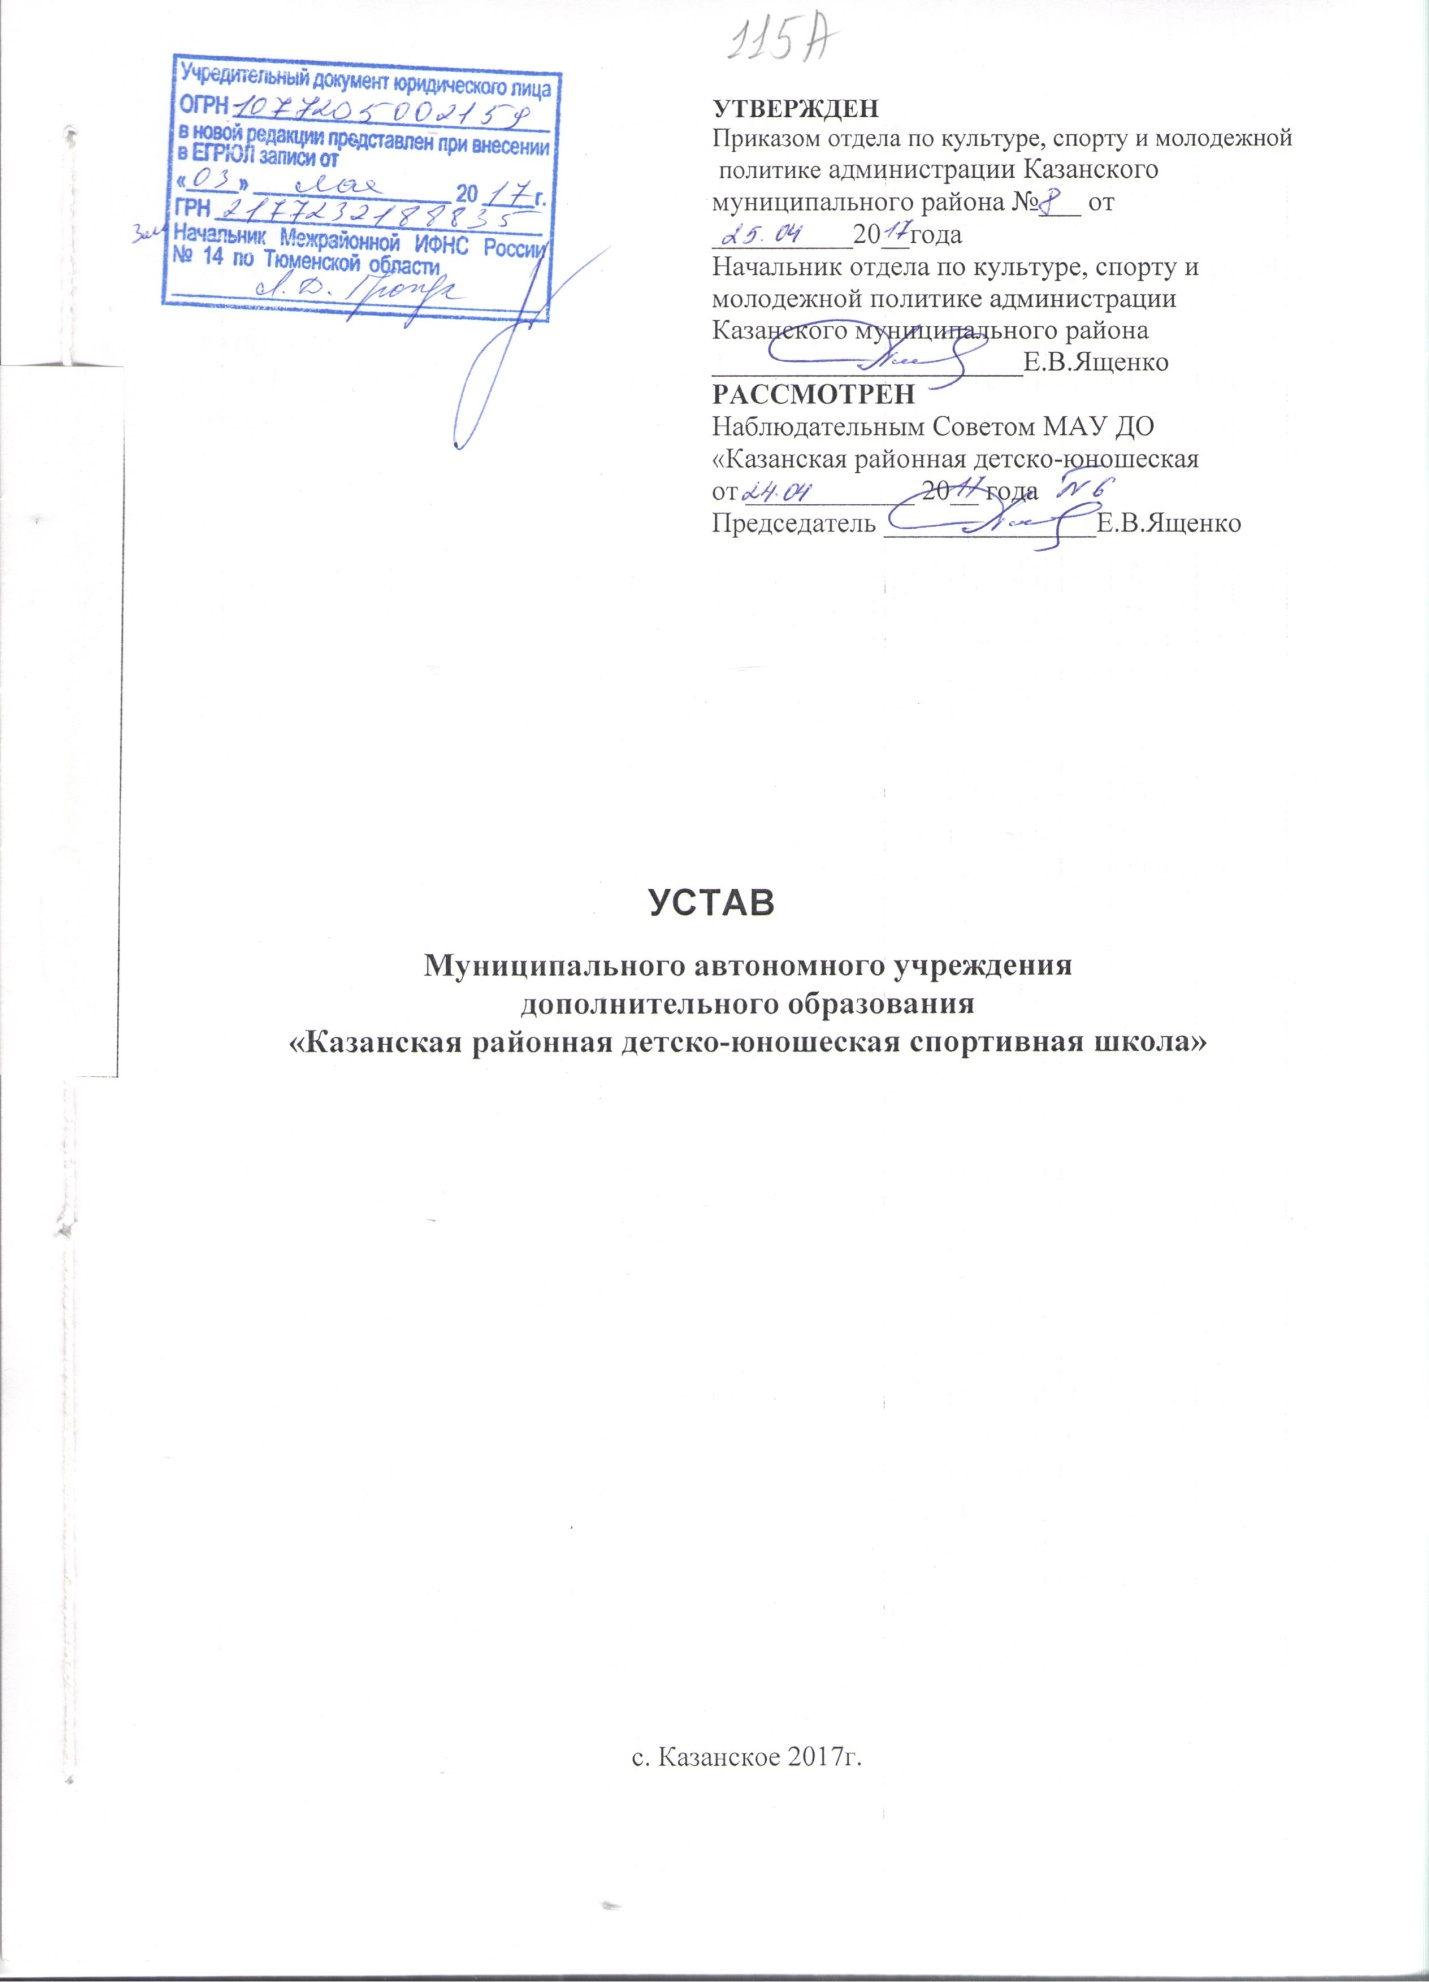 115А
Учредительный документ юридического лица
ОГРН 1077205002159
в новой редакции представлен при внесении
в ЕГРЮЛ записи от
«03» мая 2017г.
ГРН 2177232188835
Зам
Начальник Межрайонной ИФНС России
№ 14 по Тюменской области
УТВЕРЖДЕН
Приказом отдела по культуре, спорту и молодежной
политике администрации Казанского
муниципального района № 8 от
25.04 2017года
Начальник отдела по культуре, спорту и
молодежной политике администрации
Казанского муниципального района
Е.В.Ященко
РАССМОТРЕН
Наблюдательным Советом МАУ ДО
«Казанская районная детско-юношеская
от 24.04 2017 года №6
Председатель Е.В.Ященко
УСТАВ
Муниципального автономного учреждения
дополнительного образования
«Казанская районная детско-юношеская спортивная школа»
с. Казанское 2017г.